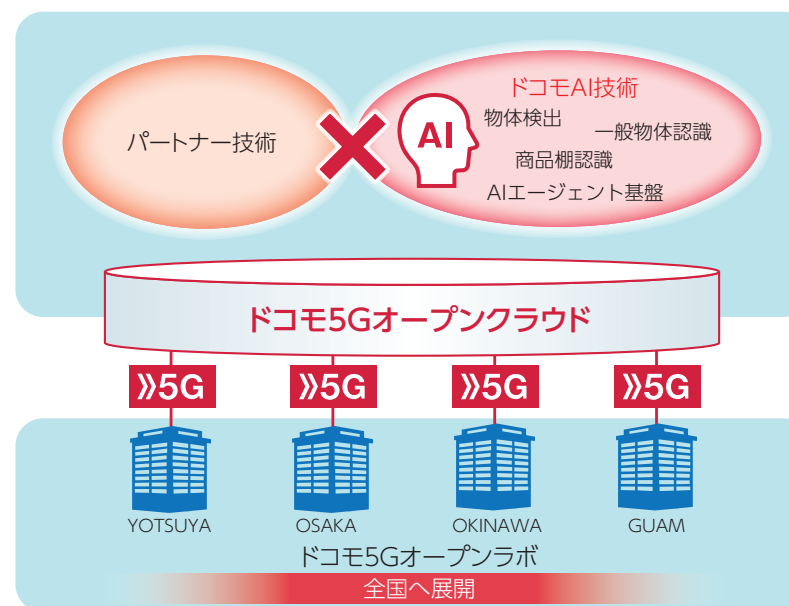 ドコモAI技術
物体検出
一般物体認識
パートナー技術
AI
商品棚認識
AIエージェント基盤
ドコモ5Gオープンクラウド
》5G 》5G 》5G 》5G
YOTSUYA OSAKA OKINAWA GUAM
ドコモ5Gオープンラボ
全国へ展開